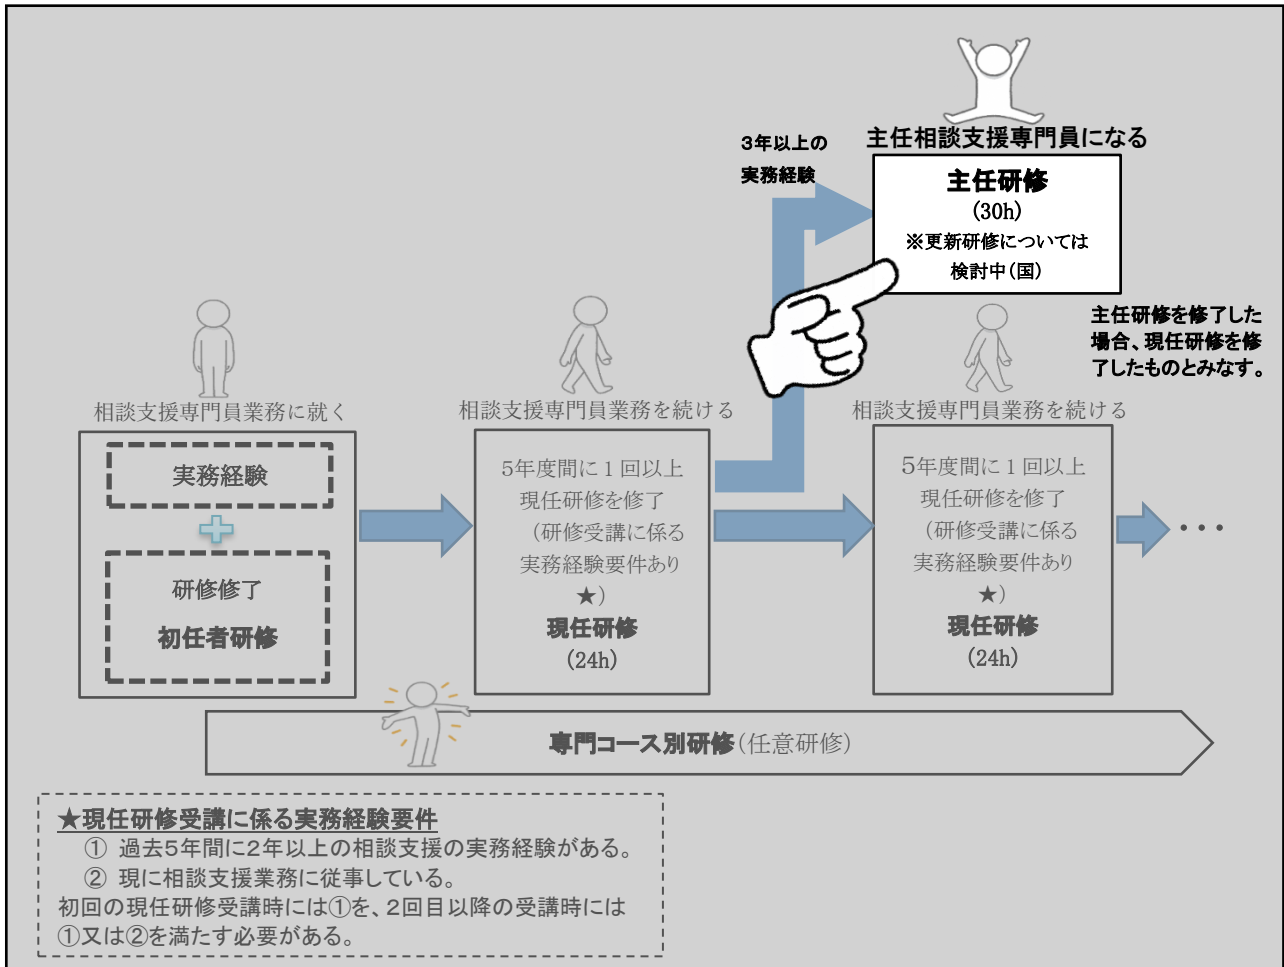 主任相談支援専門員になる
3年以上の
実務経験
主任研修
(30h)
※更新研修については
検討中(国)
主任研修を修了した
場合、現任研修を修
了したものとみなす。
相談支援専門員業務に就く
実務経験
研修修了
初任者研修
相談支援専門員業務を続ける
5年度間に1回以上
現任研修を修了
(研修受講に係る
実務経験要件あり
★)
現任研修
(24h)
相談支援専門員業務を続ける
5年度間に1回以上
現任研修を修了
(研修受講に係る
実務経験要件あり
★)
現任研修
(24h)
・・・
専門コース別研修(任意研修)
★現任研修受講に係る実務経験要件
① 過去5年間に2年以上の相談支援の実務経験がある。
② 現に相談支援業務に従事している。
初回の現任研修受講時には①を、2回目以降の受講時には
①又は②を満たす必要がある。